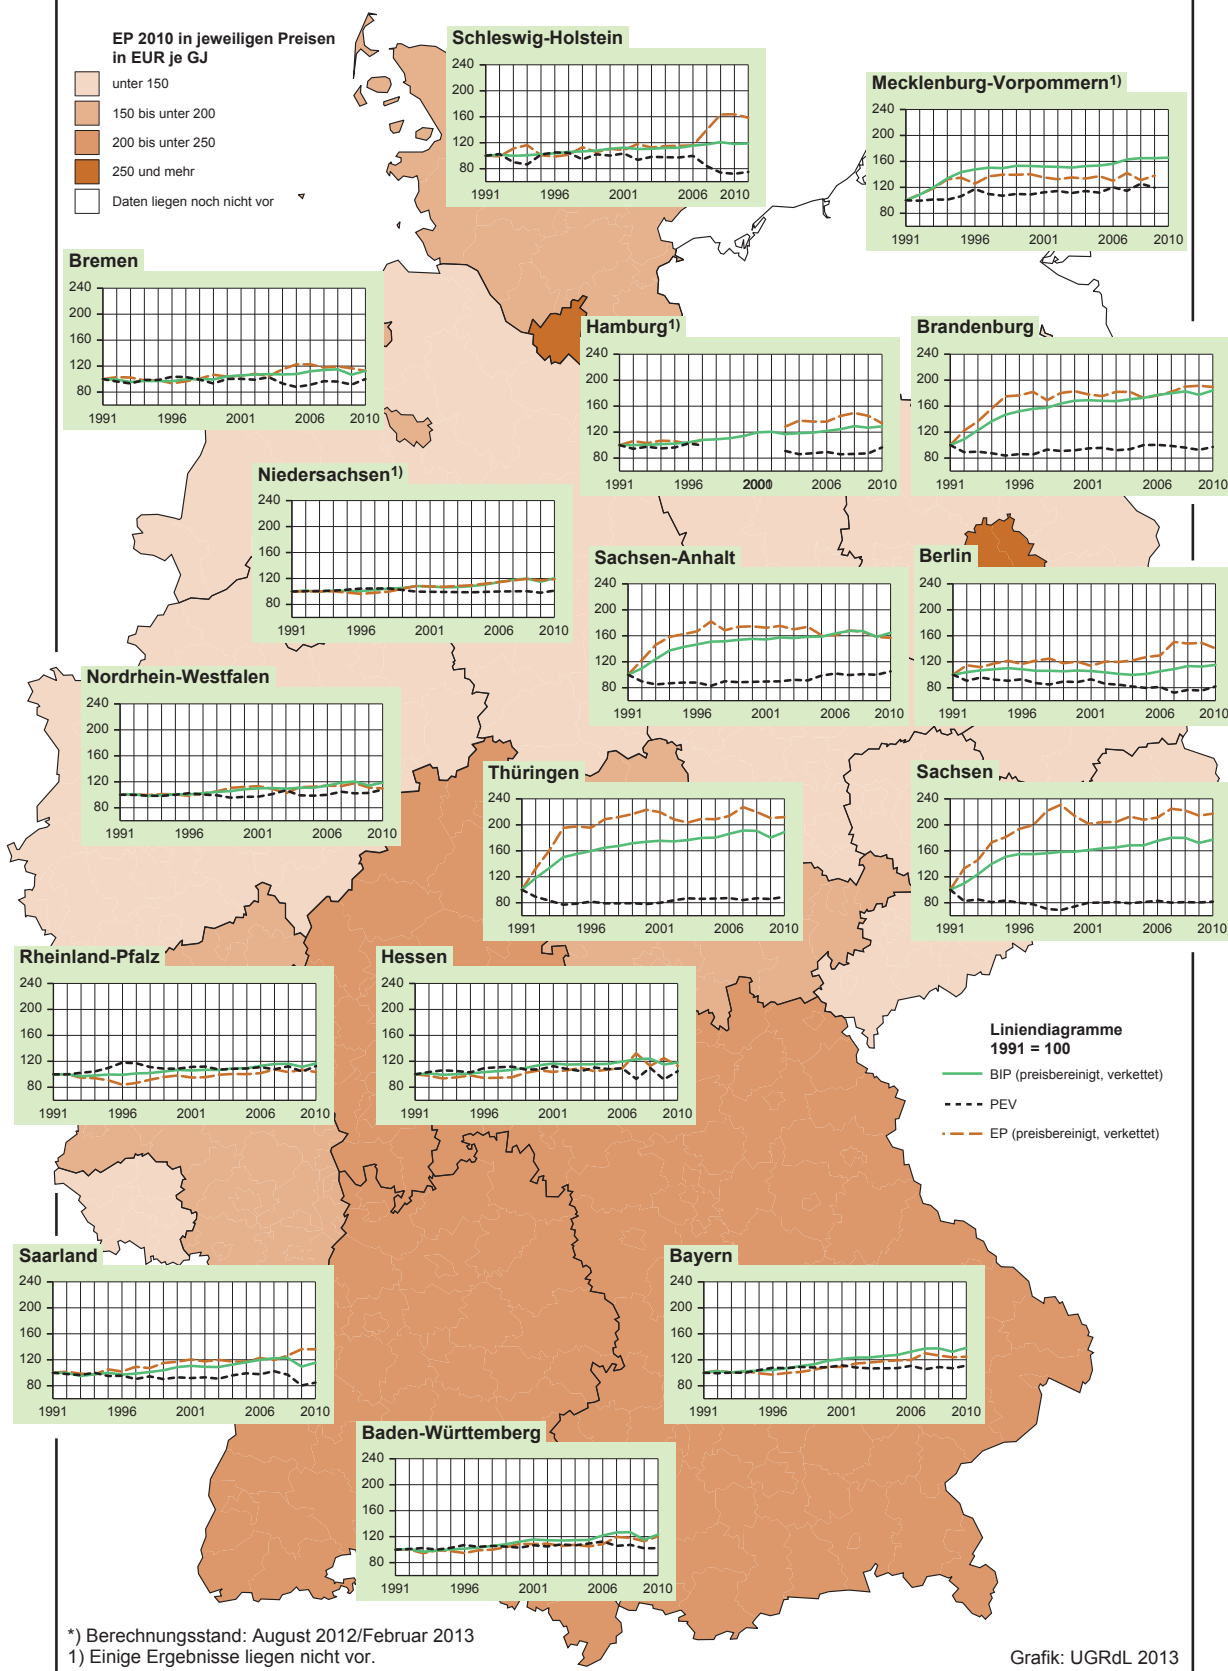 EP 2010 in jeweiligen Preisen
in EUR je GJ
unter 150
150 bis unter 200
200 bis unter 250
250 und mehr
Daten liegen noch nicht vor
Schleswig-Holstein
240
200
160
120
80
1991 1996 2001 2006 2010
Mecklenburg-Vorpommern1)
240
200
160
120
80
1991 1996 2001 2006 2010
Bremen
240
200
160
120
80
1991 1996 2001 2006 2010
Hamburg1)
240
200
160
120
80
1991 1996 2001 2006 2010
Brandenburg
240
200
160
120
80
1991 1996 2001 2006 2010
Niedersachsen1)
240
200
160
120
80
1991 1996 2001 2006 2010
Sachsen-Anhalt
240
200
160
120
80
1991 1996 2001 2006 2010
Berlin
240
200
160
120
80
1991 1996 2001 2006 2010
Nordrhein-Westfalen
240
200
160
120
80
1991 1996 2001 2006 2010
Thüringen
240
200
160
120
80
1991 1996 2001 2006 2010
Sachsen
240
200
160
120
80
1991 1996 2001 2006 2010
Rheinland-Pfalz
240
200
160
120
80
1991 1996 2001 2006 2010
Hessen
240
200
160
120
80
1991 1996 2001 2006 2010
Liniendiagramme
1991 = 100
BIP (preisbereinigt, verkettet)
PEV
EP (preisbereinigt, verkettet)
Saarland
240
200
160
120
80
1991 1996 2001 2006 2010
Bayern
240
200
160
120
80
1991 1996 2001 2006 2010
Baden-Württemberg
240
200
160
120
80
1991 1996 2001 2006 2010
*) Berechnungsstand: August 2012/Februar 2013
1) Einige Ergebnisse liegen nicht vor.
Grafik: UGRdL 2013